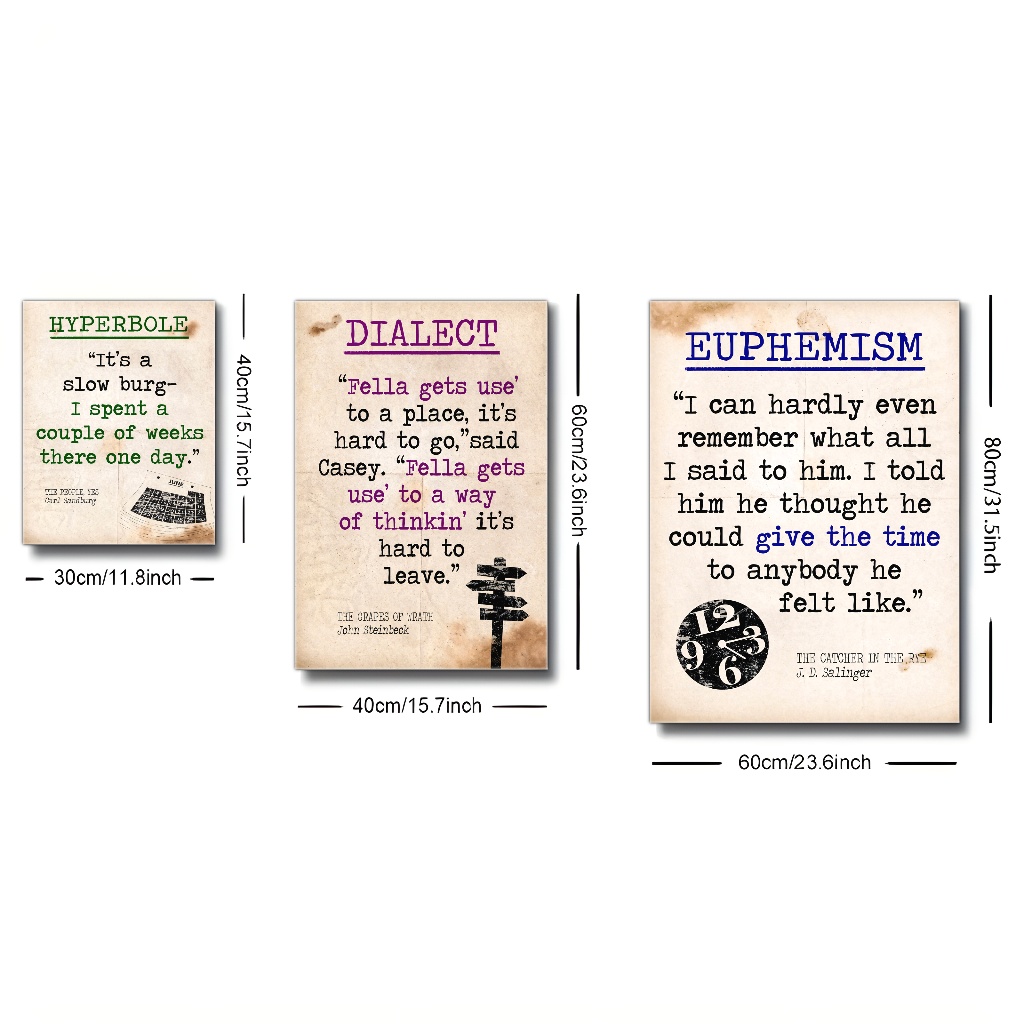 HYPERBOLE
“It’s a
slow burg–
I spent a
couple of weeks
there one day.”
THE PEOPLE YES
Carl Sandburg
40cm/15.7inch
30cm/11.8inch
DIALECT
“Fella gets use’
to a place, it’s
hard to go,”said
Casey. “Fella gets
use’ to a way
of thinkin’ it’s
hard to
leave.”
THE GRAPES OF WRATH
John Steinbeck
60cm/23.6inch
40cm/15.7inch
EUPHEMISM
“I can hardly even
remember what all
I said to him. I told
him he thought he
could give the time
to anybody he
felt like.”
12
3
9
6
THE CATCHER IN THE RYE
J. D. Salinger
80cm/31.5inch
60cm/23.6inch